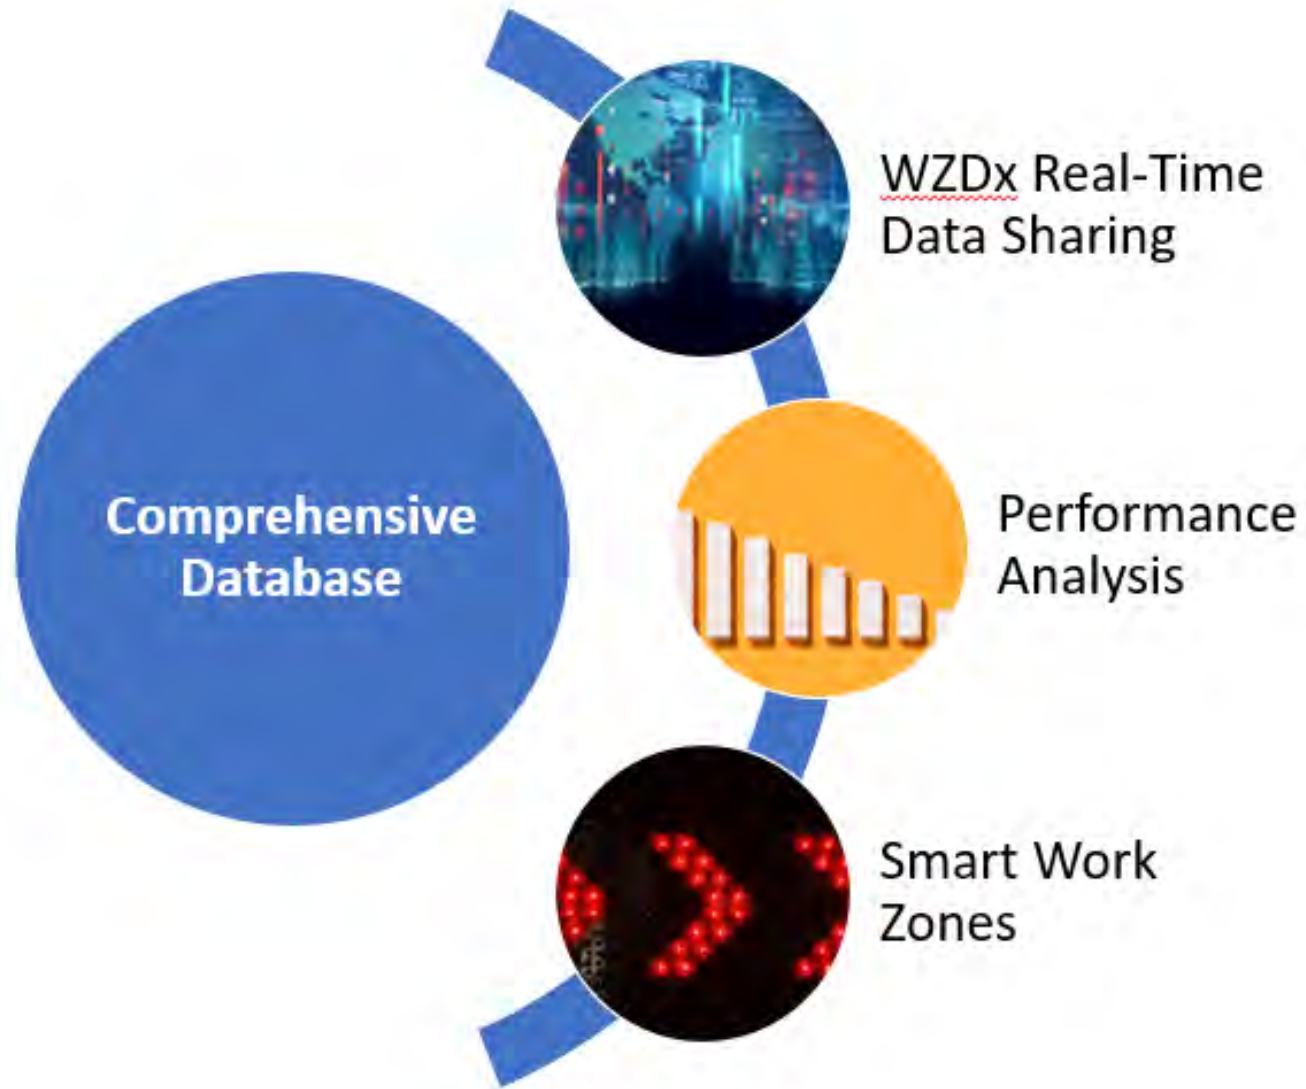 WZDx Real-Time
Data Sharing
Comprehensive
Database
Performance
Analysis
Smart Work
Zones